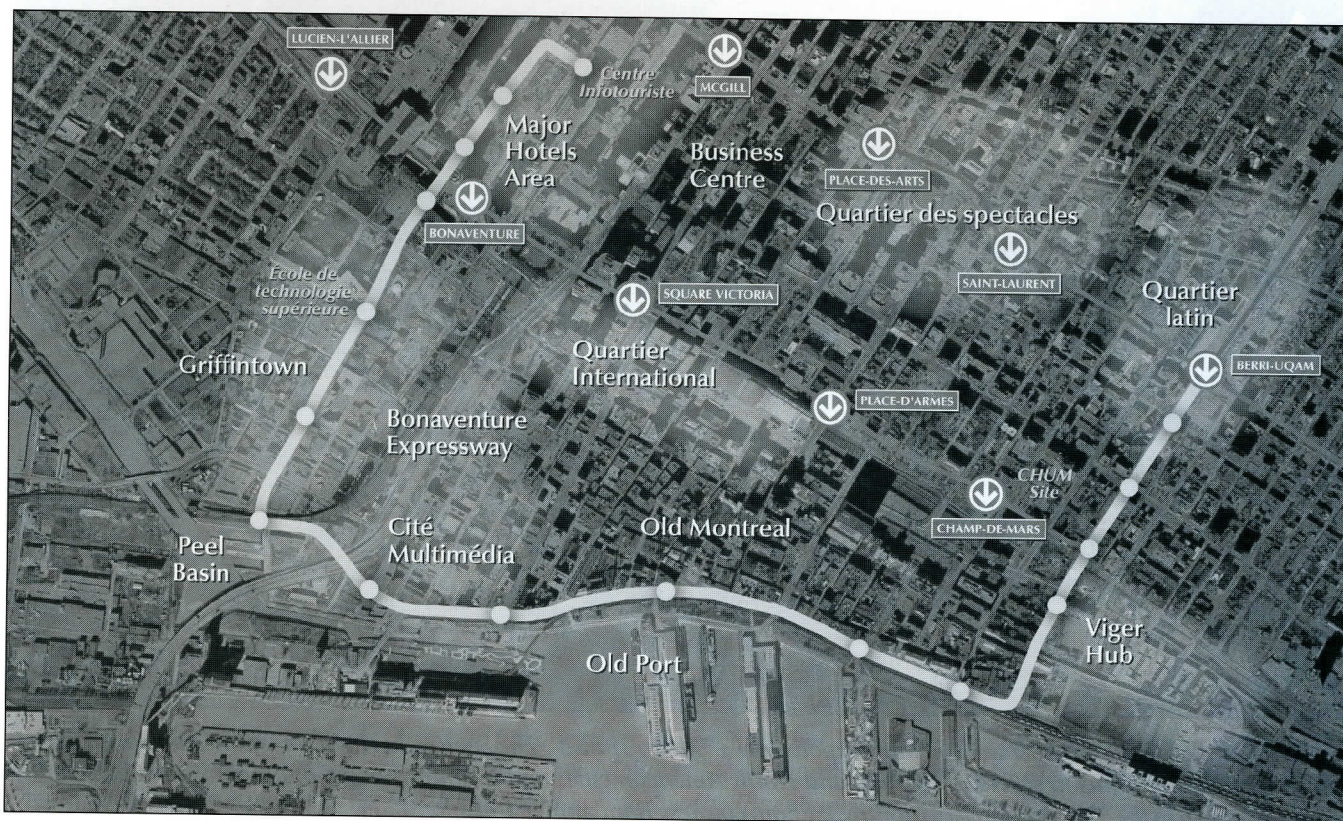 LUCIEN-L'ALLIER
Centre
Infotouriste
MCGILL
Major
Hotels
Area
Business
Centre
PLACE-DES-ARTS
BONAVENTURE
Quartier des spectacles
École de
technologie
supérieure
SQUARE VICTORIA
SAINT-LAURENT
Quartier
latin
Griffintown
Quartier
International
BERRI-UQAM
Bonaventure
Expressway
PLACE-D'ARMES
CHUM
Site
Peel
Basin
Cité
Multimédia
Old Montreal
CHAMP-DE-MARS
Old Port
Viger
Hub